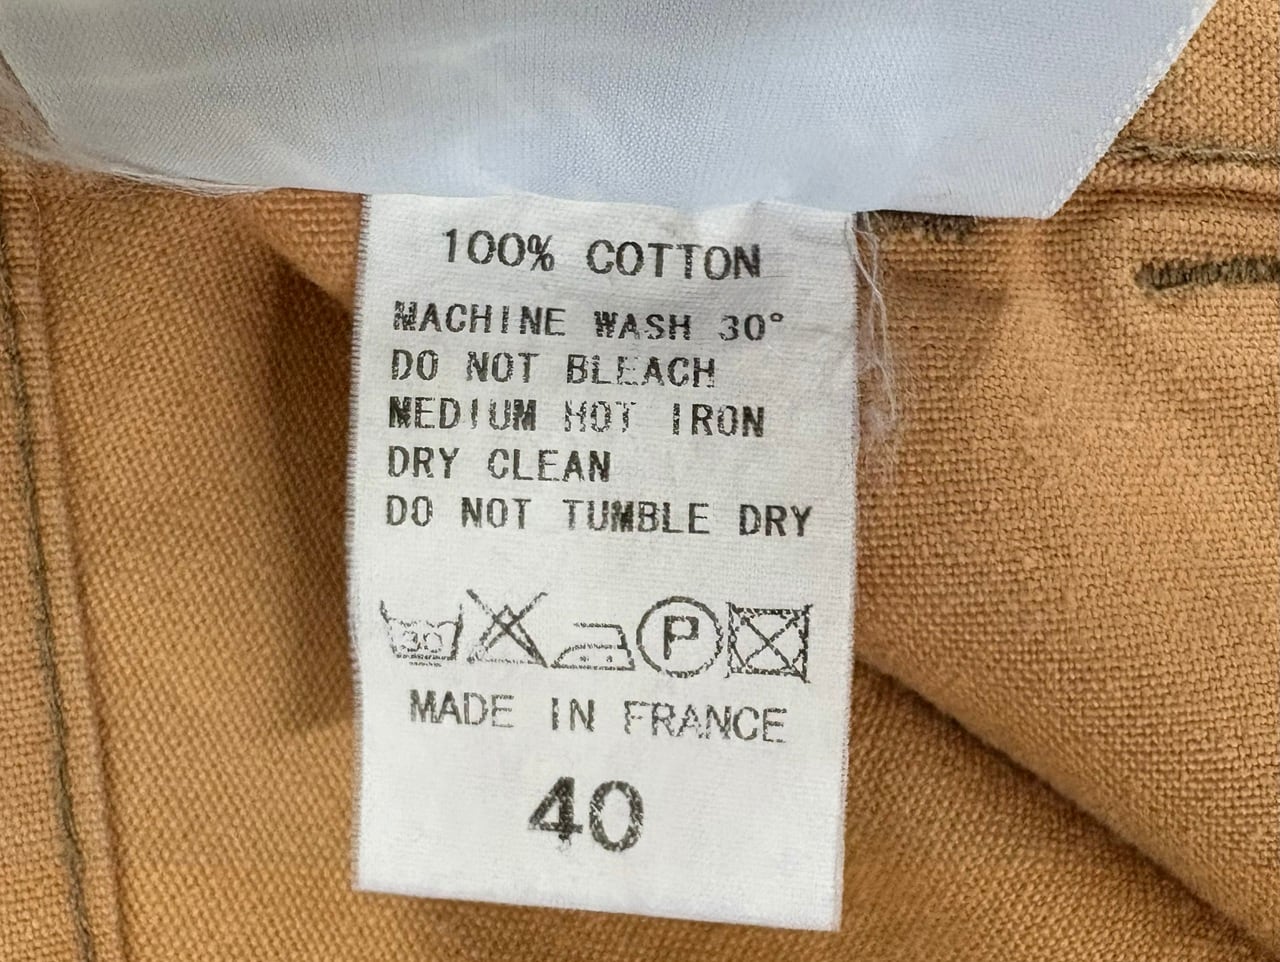 100% COTTON
MACHINE WASH 30°
DO NOT BLEACH
MEDIUM HOT IRON
DRY CLEAN
DO NOT TUMBLE DRY
30 P
MADE IN FRANCE
40